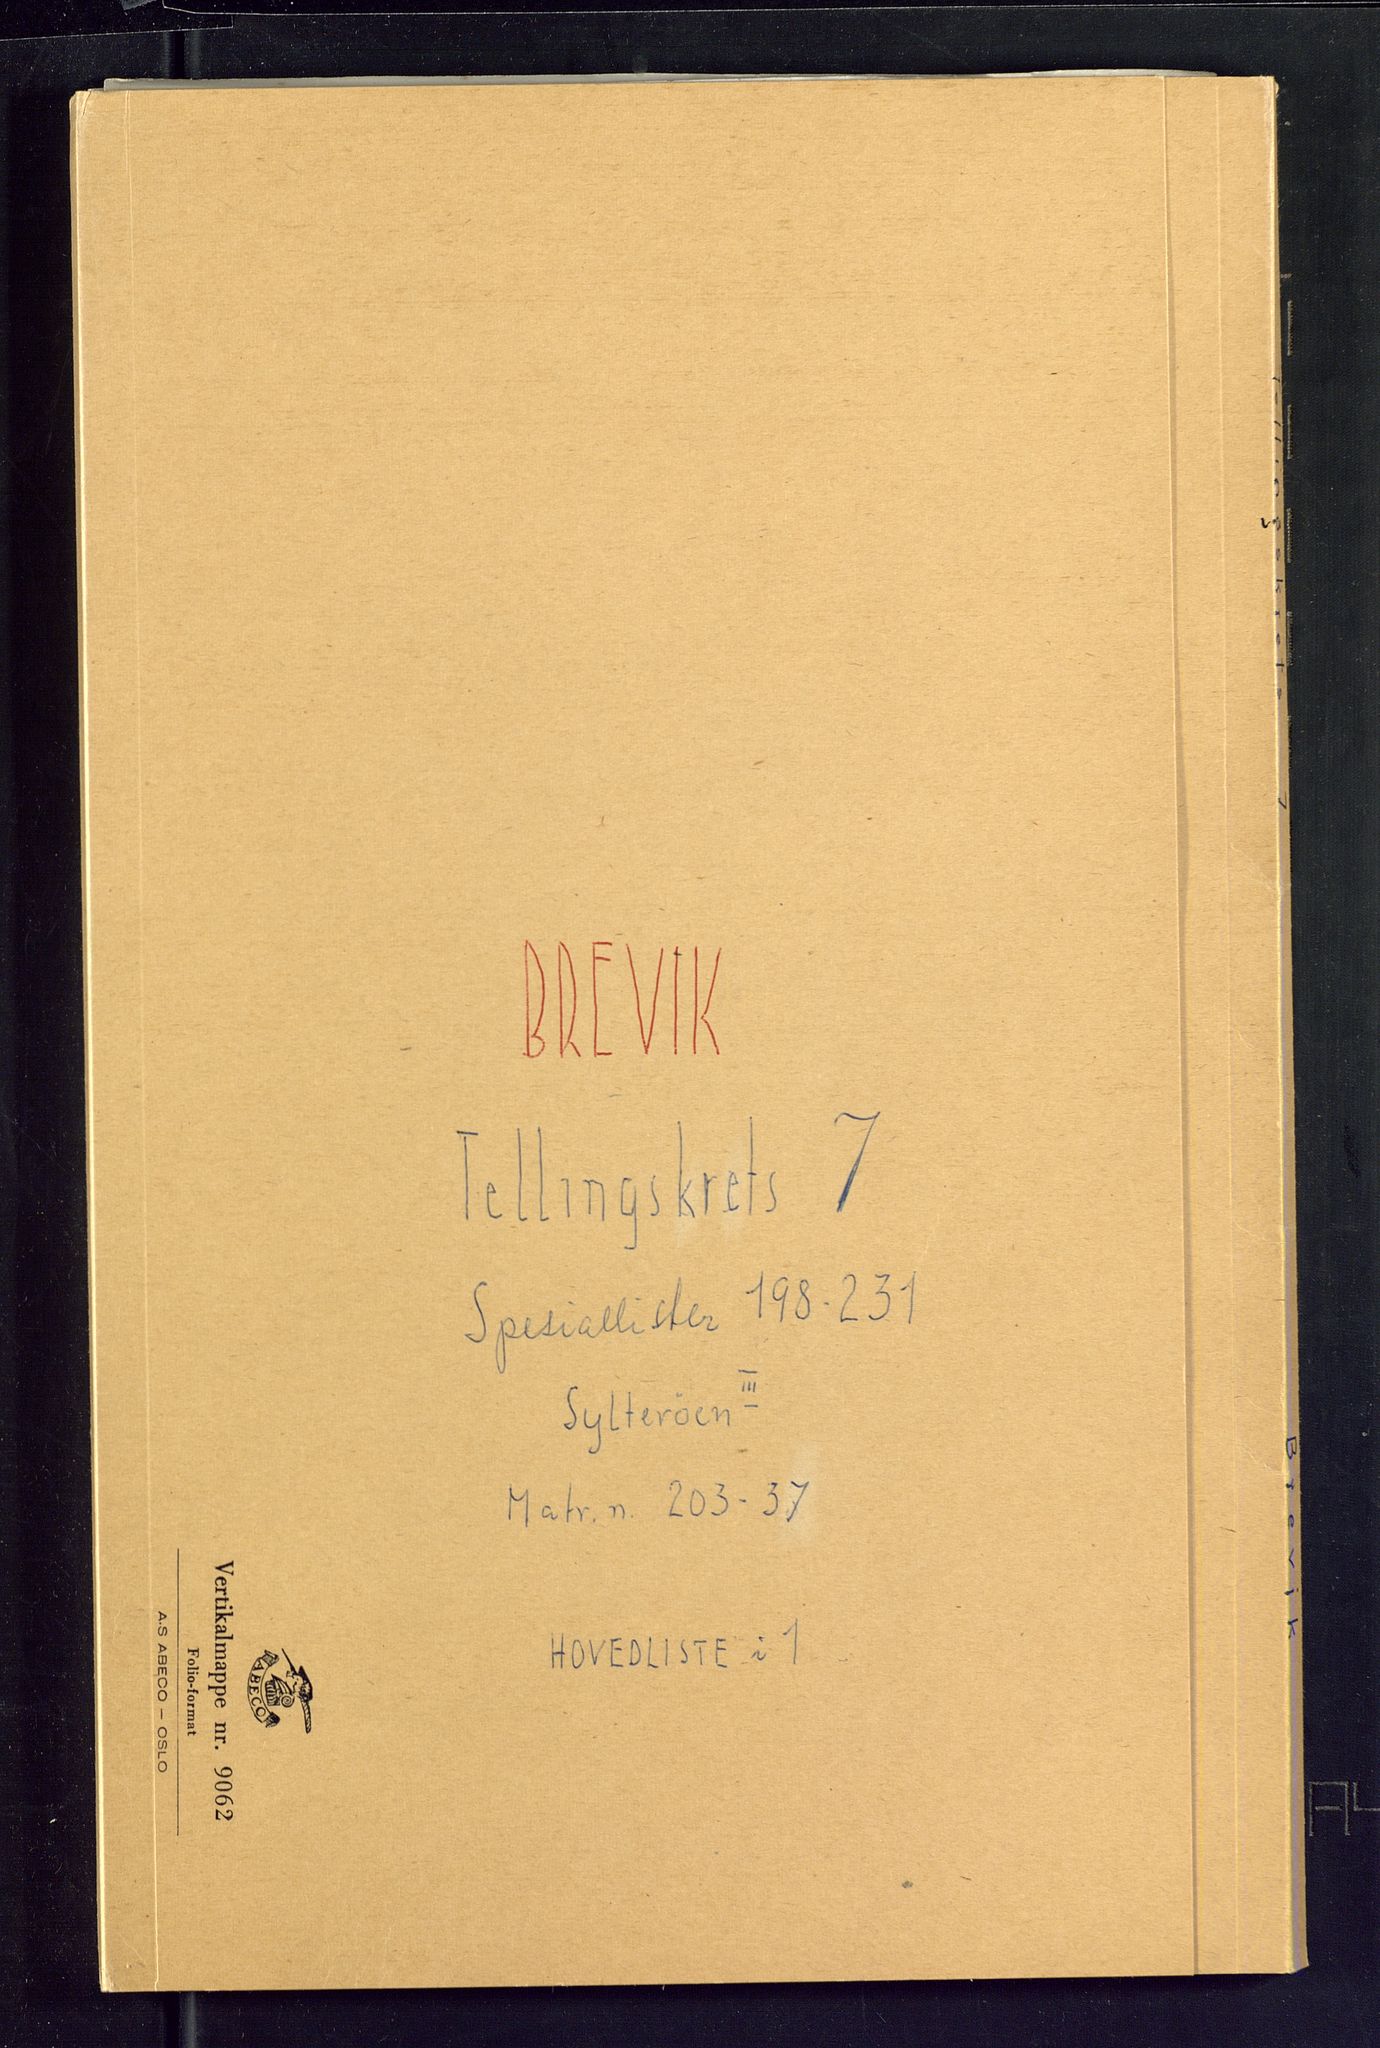 BREVIK
Tellingskrets 7
Spesiallister 198-231
Sylteröen III
Matr. n. 203-37
HOVEDLISTE i 1
ABECO
Vertikalmappe nr. 9062
Folio-format
A.S ABECO – OSLO
Tellingskrets 7
Brevik